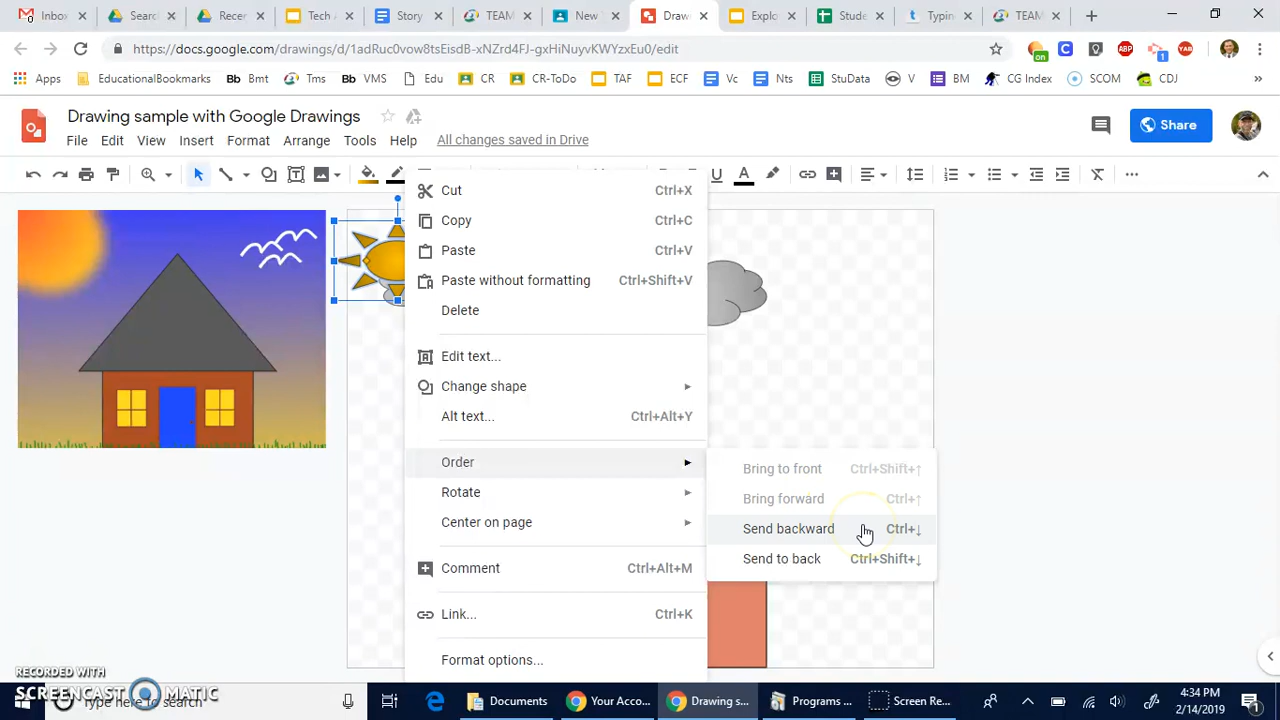 Search
Recer
Tech A
Story
TEAM
New
Draw
Explo
Stude
Typin
TEAM
https://docs.google.com/drawings/d/1adRuc0vow8tsEisdB-xNZrd4FJ-gxHiNuyvKWYzxEu0/edit
Apps EducationalBookmarks Bb Bmt Tms Bb VMS Edu CR CR-ToDo TAF ECF Vc Nts StuData V BM CG Index SCOM CDJ »
Drawing sample with Google Drawings
File Edit View Insert Format Arrange Tools Help All changes saved in Drive
Share
Cut Ctrl+X
Copy Ctrl+C
Paste Ctrl+V
Paste without formatting Ctrl+Shift+V
Delete
Edit text...
Change shape
Alt text... Ctrl+Alt+Y
Order
Rotate
Center on page
Comment Ctrl+Alt+M
Link... Ctrl+K
Format options...
Bring to front Ctrl+Shift+↑
Bring forward Ctrl+↑
Send backward Ctrl+↓
Send to back Ctrl+Shift+↓
RECORDED WITH
SCREENCAST MATIC
Type here to search
Documents
Your Acco...
Drawing s...
Programs ...
Screen Re...
4:34 PM
2/14/2019